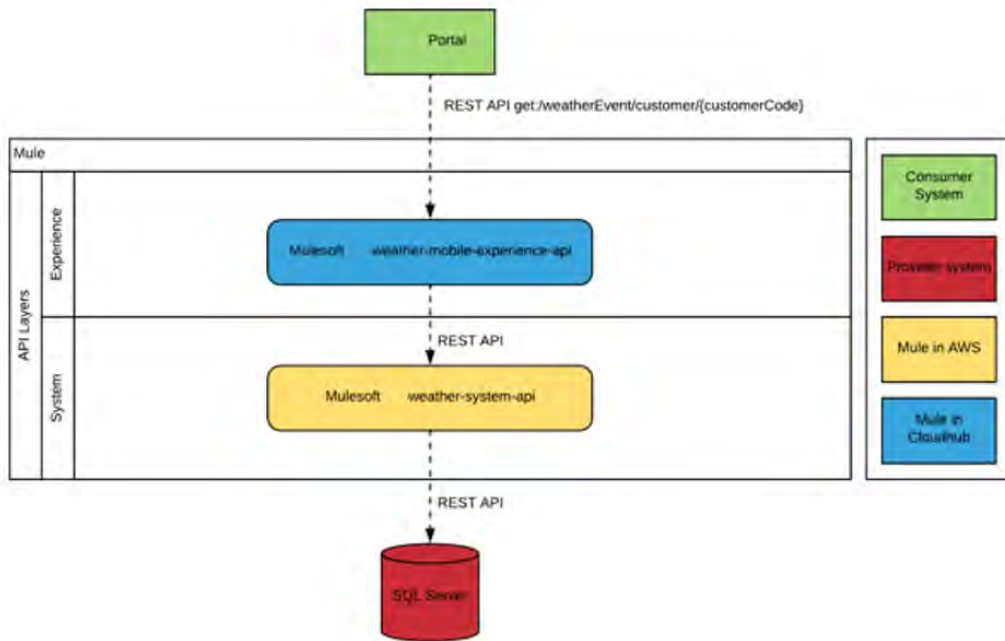 Portal
REST API get:/weatherEvent/customer/{customerCode}
Mule
API Layers
Experience
Mulesoft weather-mobile-experience-api
REST API
System
Mulesoft weather-system-api
REST API
SQL Server
Consumer
System
Provider system
Mule in AWS
Mule in
Cloudhub